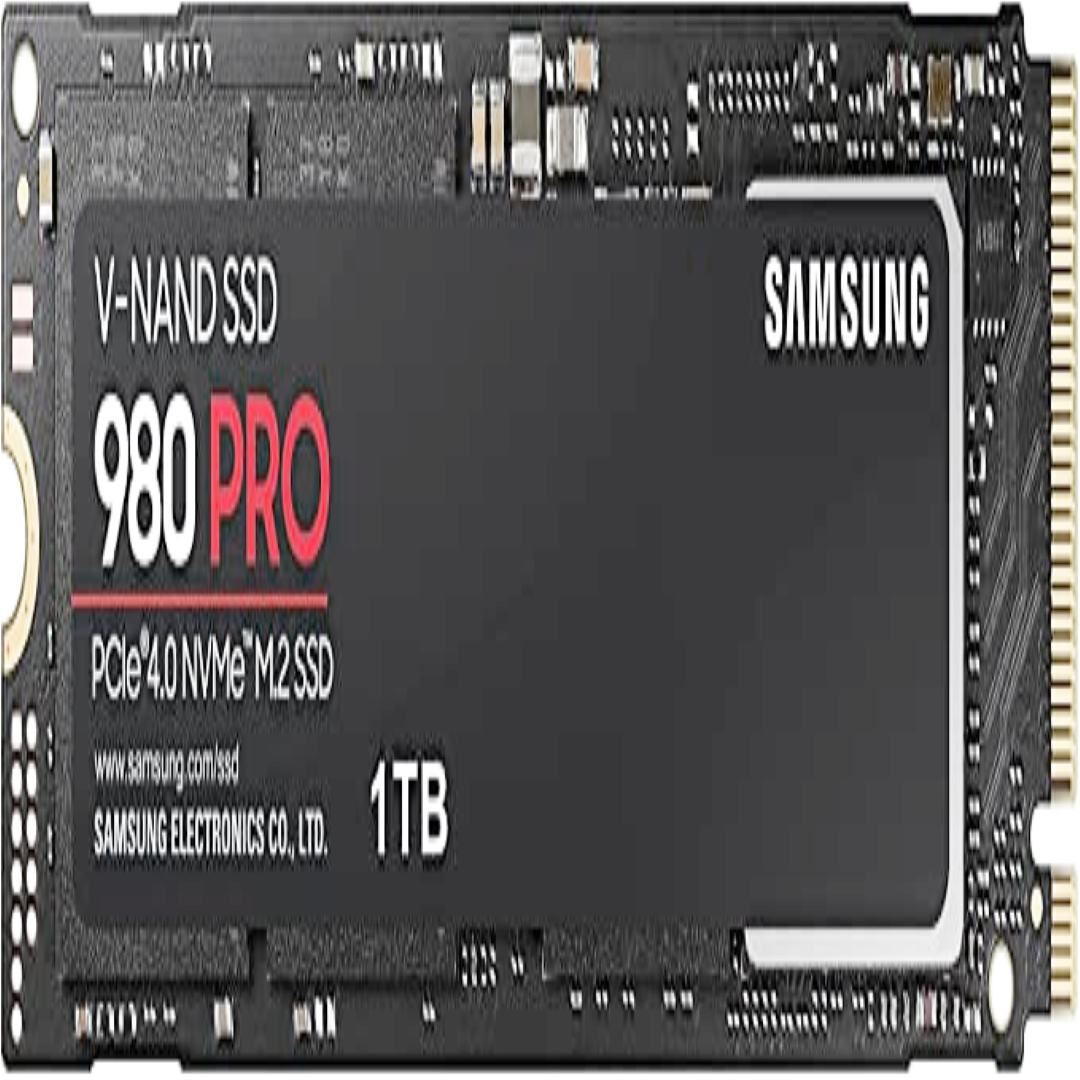 V-NAND SSD
SAMSUNG
980 PRO
PCIe®4.0 NVMe™ M.2 SSD
www.samsung.com/ssd
1TB
SAMSUNG ELECTRONICS CO., LTD.